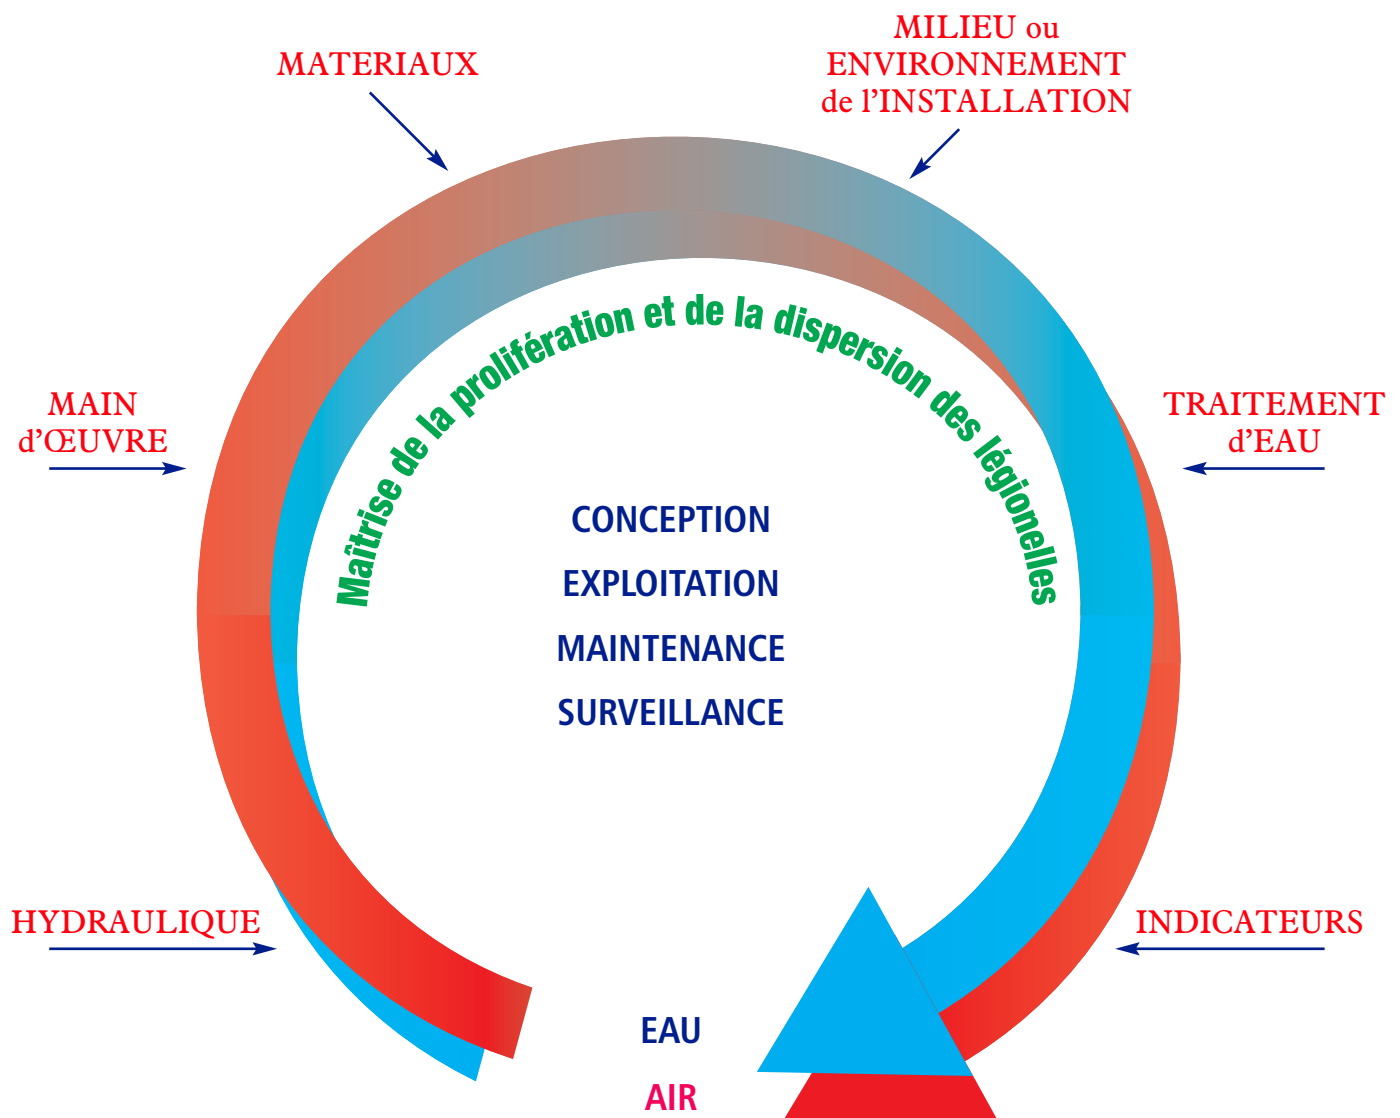 MATERIAUX
MILIEU ou
ENVIRONNEMENT
de l’INSTALLATION
Maîtrise de la prolifération et de la dispersion des légionelles
MAIN
d’ŒUVRE
TRAITEMENT
d’EAU
CONCEPTION
EXPLOITATION
MAINTENANCE
SURVEILLANCE
HYDRAULIQUE
INDICATEURS
EAU
AIR